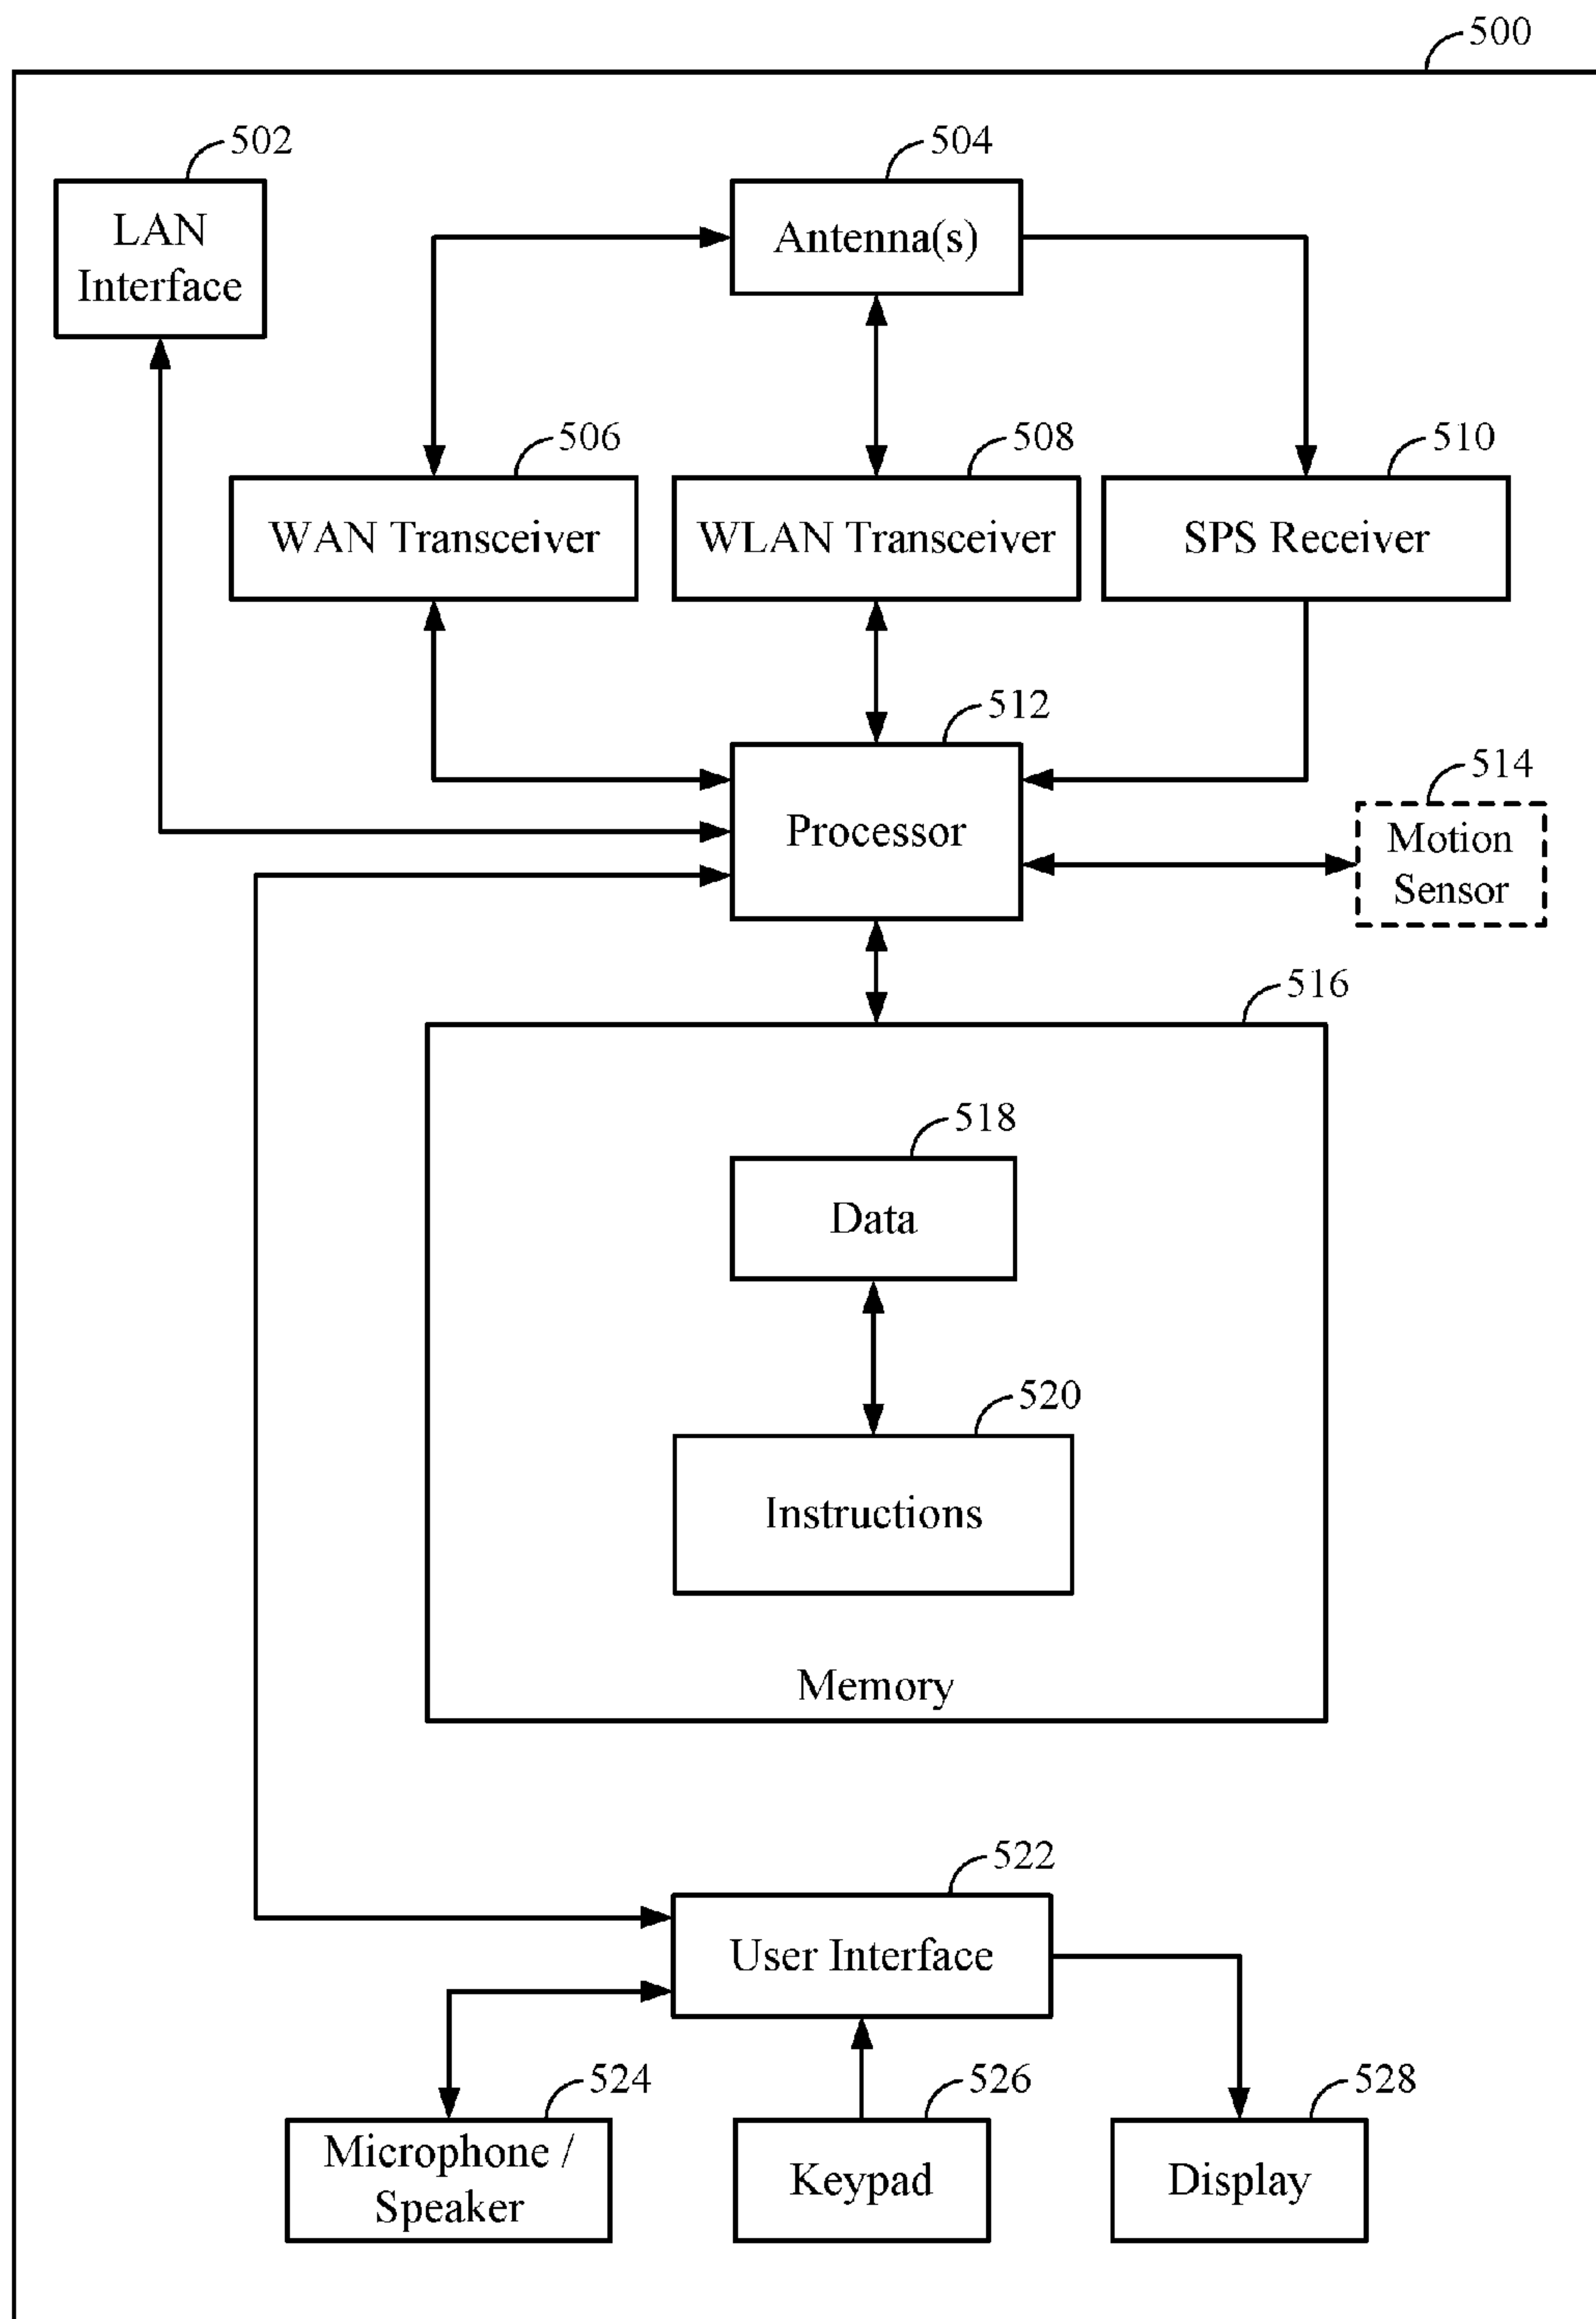 500
502
504
LAN
Interface
Antenna(s)
506
508
510
WAN Transceiver
WLAN Transceiver
SPS Receiver
512
514
Processor
Motion
Sensor
516
518
Data
520
Instructions
Memory
522
User Interface
524
526
528
Microphone /
Speaker
Keypad
Display